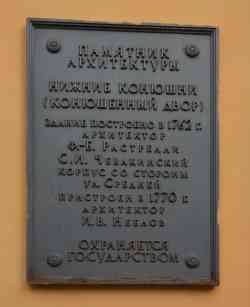 ПАМЯТНИК
АРХИТЕКТУРЫ
НИЖНИЕ КОНЮШНИ
(КОНЮШЕННЫЙ ДВОР)
ЗДАНИЕ ПОСТРОЕНО В 1762 Г.
АРХИТЕКТОР
Ф.-Б. РАСТРЕЛЛИ
С.И. ЧЕВАКИНСКИЙ
КОРПУС СО СТОРОНЫ
УЛ. СРЕДНЕЙ
ПРИСТРОЕН В 1770 Г.
АРХИТЕКТОР
И.В. НЕЕЛОВ
ОХРАНЯЕТСЯ
ГОСУДАРСТВОМ